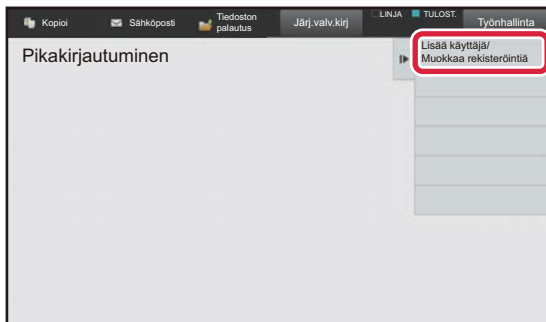 Kopioi
Sähköposti
Tiedoston
palautus
Järj.valv.kirj
LINJA
TULOST.
Työnhallinta
Pikakirjautuminen
Lisää käyttäjä/
Muokkaa rekisteröintiä